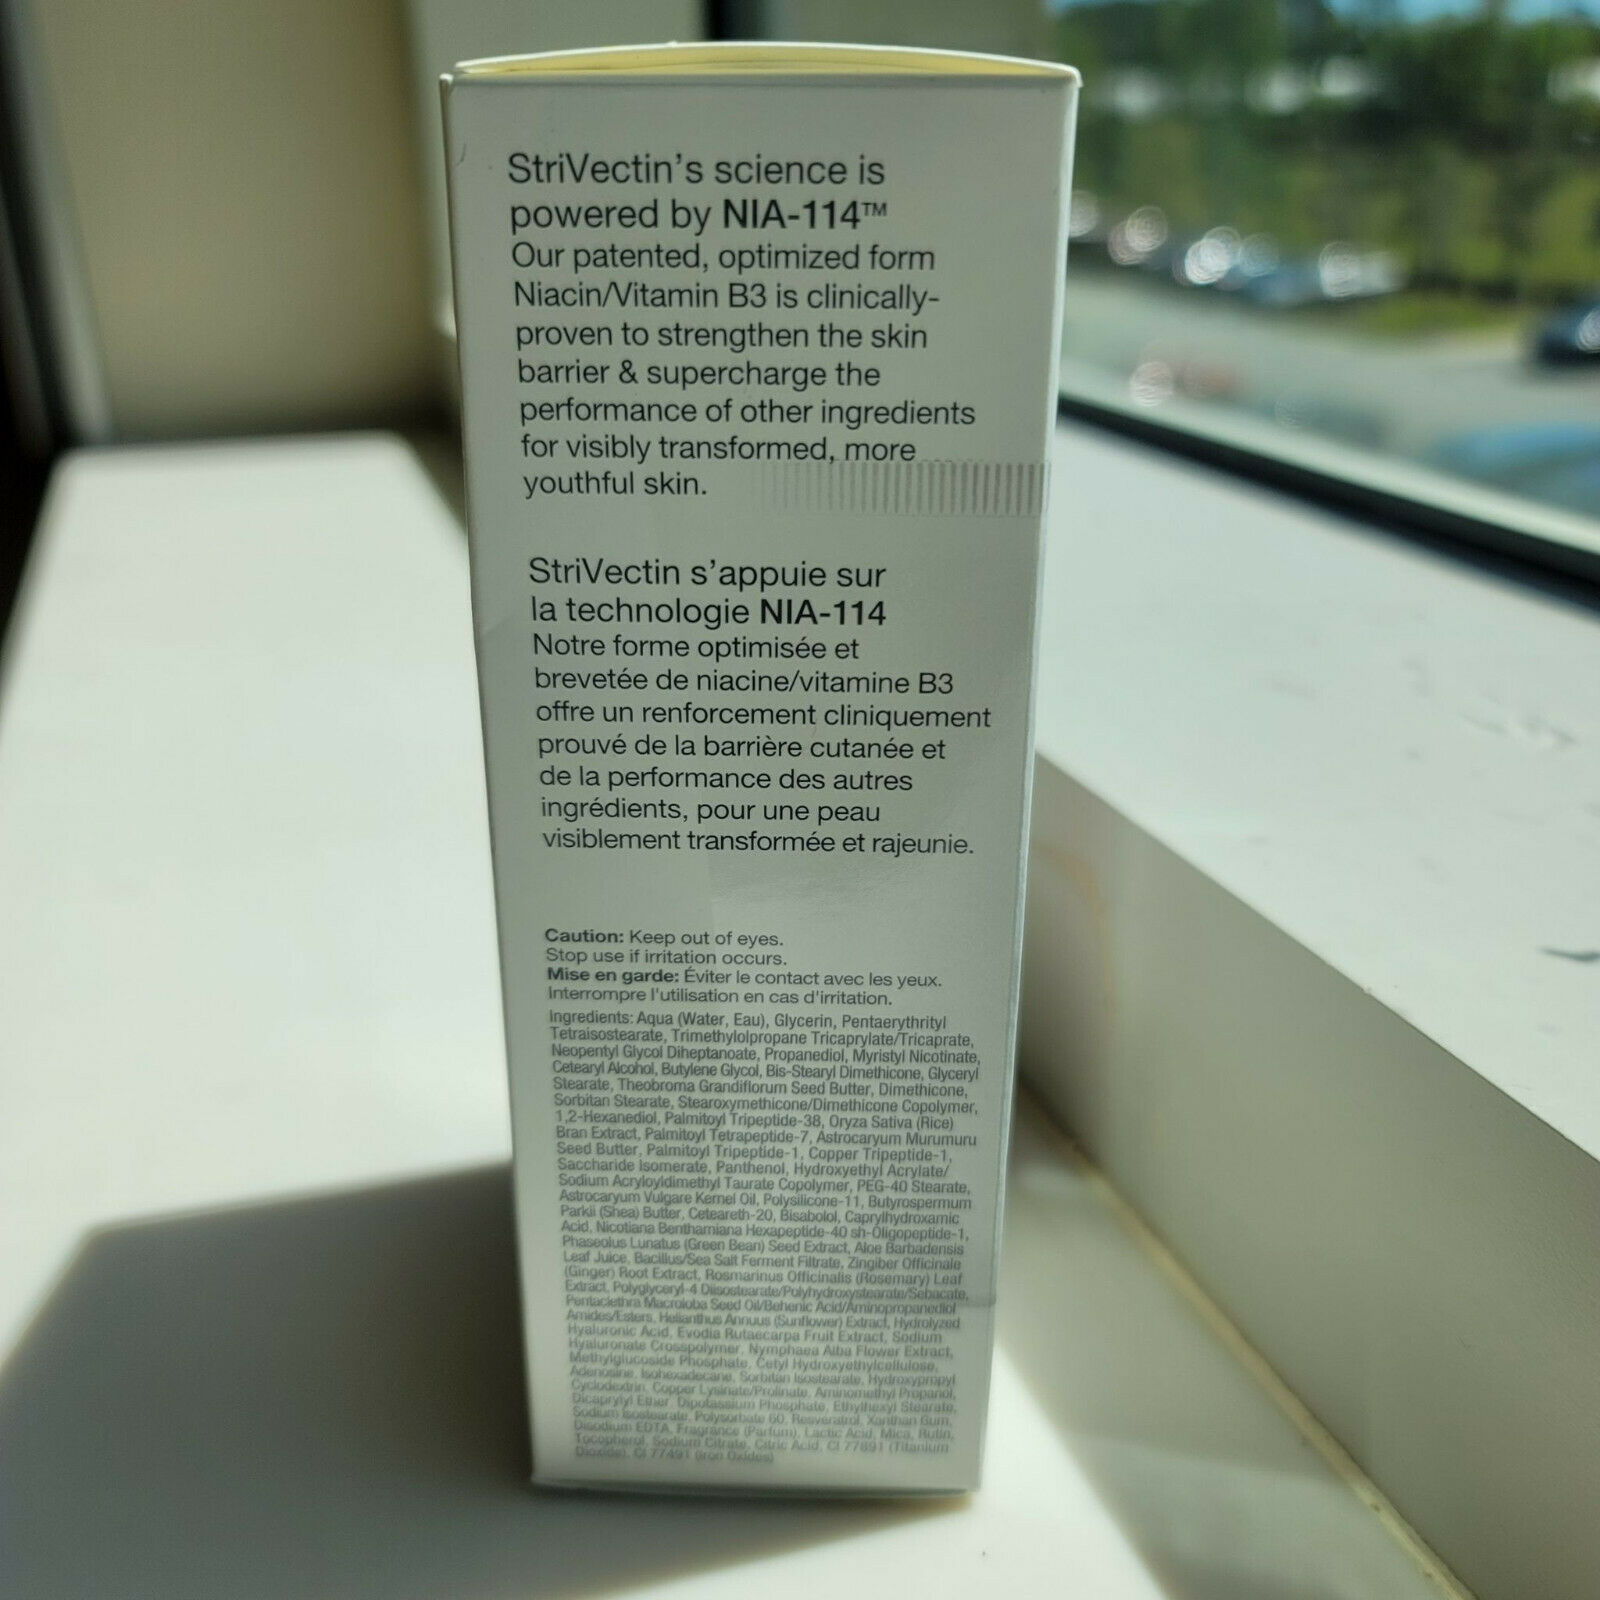 StriVectin's science is
powered by NIA-114™
Our patented, optimized form
Niacin/Vitamin B3 is clinically-
proven to strengthen the skin
barrier & supercharge the
performance of other ingredients
for visibly transformed, more
youthful skin.
StriVectin s'appuie sur
la technologie NIA-114
Notre forme optimisée et
brevetée de niacine/vitamine B3
offre un renforcement cliniquement
prouvé de la barrière cutanée et
de la performance des autres
ingrédients, pour une peau
visiblement transformée et rajeunie.
Caution: Keep out of eyes.
Stop use if irritation occurs.
Mise en garde: Éviter le contact avec les yeux.
Interrompre l'utilisation en cas d'irritation.
Ingredients: Aqua (Water, Eau), Glycerin, Pentaerythrityl
Tetraisostearate, Trimethylolpropane Tricaprylate/Tricaprate,
Neopentyl Glycol Diheptanoate, Propanediol, Myristyl Nicotinate,
Cetearyl Alcohol, Butylene Glycol, Bis-Stearyl Dimethicone, Glyceryl
Stearate, Theobroma Grandiflorum Seed Butter, Dimethicone,
Sorbitan Stearate, Stearoxymethicone/Dimethicone Copolymer,
1,2-Hexanediol, Palmitoyl Tripeptide-38, Oryza Sativa (Rice)
Bran Extract, Palmitoyl Tetrapeptide-7, Astrocaryum Murumuru
Seed Butter, Palmitoyl Tripeptide-1, Copper Tripeptide-1,
Saccharide Isomerate, Panthenol, Hydroxyethyl Acrylate/
Sodium Acryloyldimethyl Taurate Copolymer, PEG-40 Stearate,
Astrocaryum Vulgare Kernel Oil, Polysilicone-11, Butyrospermum
Parkii (Shea) Butter, Ceteareth-20, Bisabolol, Caprylhydroxamic
Acid, Nicotiana Benthamiana Hexapeptide-40 sh-Oligopeptide-1,
Phaseolus Lunatus (Green Bean) Seed Extract, Aloe Barbadensis
Leaf Juice, Bacillus/Sea Salt Ferment Filtrate, Zingiber Officinale
(Ginger) Root Extract, Rosmarinus Officinalis (Rosemary) Leaf
Extract, Polyglyceryl-4 Diisostearate/Polyhydroxystearate/Sebacate,
Pentaclethra Macroloba Seed Oil/Behenic Acid/Aminopropanediol
Amides/Esters, Helianthus Annuus (Sunflower) Extract, Hydrolyzed
Hyaluronic Acid, Evodia Rutaecarpa Fruit Extract, Sodium
Hyaluronate Crosspolymer, Nymphaea Alba Flower Extract,
Methylglucoside Phosphate, Cetyl Hydroxyethylcellulose,
Adenosine, Isohexadecane, Sorbitan Isostearate, Hydroxypropyl
Cyclodextrin, Copper Lysinate/Prolinate, Aminomethyl Propanol,
Dicaprylyl Ether, Dipotassium Phosphate, Ethylhexyl Stearate,
Sodium Isostearate, Polysorbate 60, Resveratrol, Xanthan Gum,
Disodium EDTA, Fragrance (Parfum), Lactic Acid, Mica, Rutin,
Tocopherol, Sodium Citrate, Citric Acid, CI 77891 (Titanium
Dioxide), CI 77491 (Iron Oxides)